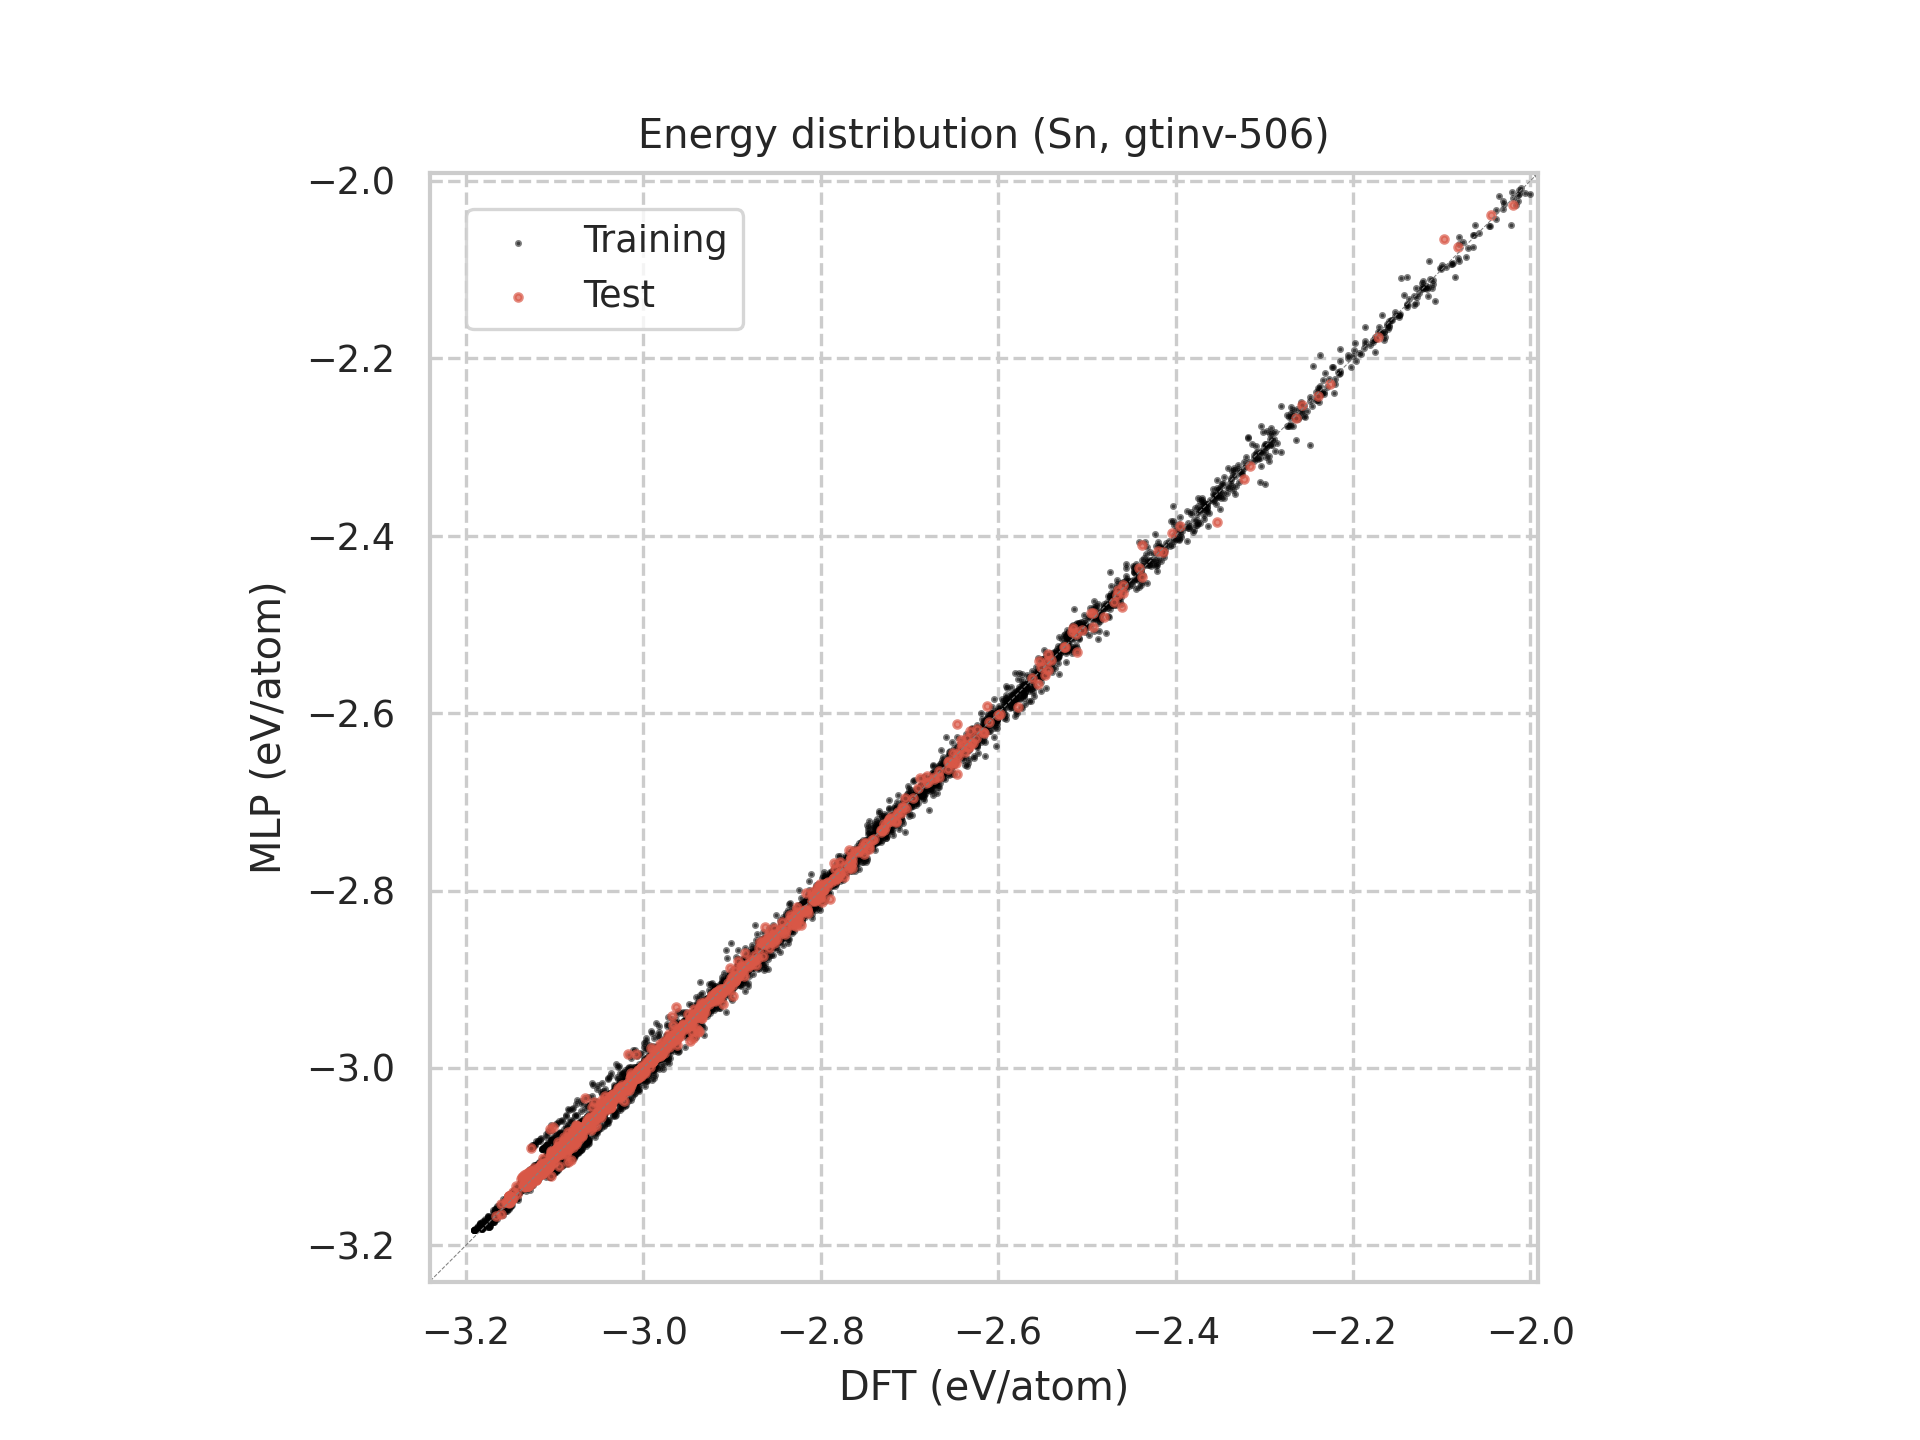 Energy distribution (Sn, gtinv-506)
Training
Test
MLP (eV/atom)
−2.0
−2.2
−2.4
−2.6
−2.8
−3.0
−3.2
−3.2 −3.0 −2.8 −2.6 −2.4 −2.2 −2.0
DFT (eV/atom)